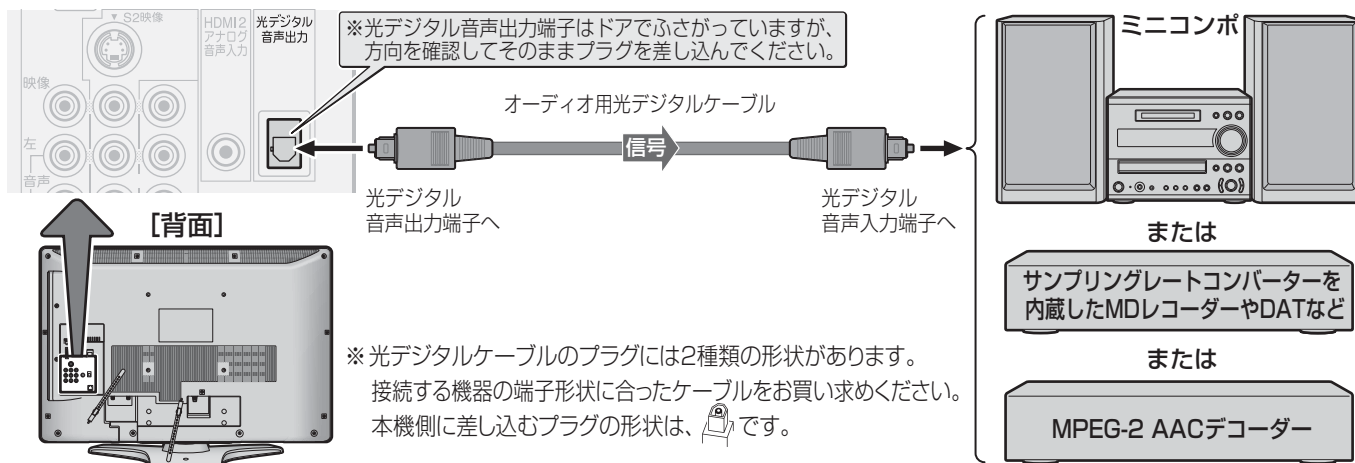 ▼ S2映像
HDMI2
アナログ
音声入力
光デジタル
音声出力
映像
左
音声
※光デジタル音声出力端子はドアでふさがっていますが、
方向を確認してそのままプラグを差し込んでください。
オーディオ用光デジタルケーブル
信号
光デジタル
音声出力端子へ
光デジタル
音声入力端子へ
[背面]
※光デジタルケーブルのプラグには2種類の形状があります。
接続する機器の端子形状に合ったケーブルをお買い求めください。
本機側に差し込むプラグの形状は、です。
ミニコンポ
または
サンプリングレートコンバーターを
内蔵したMDレコーダーやDATなど
または
MPEG-2 AACデコーダー